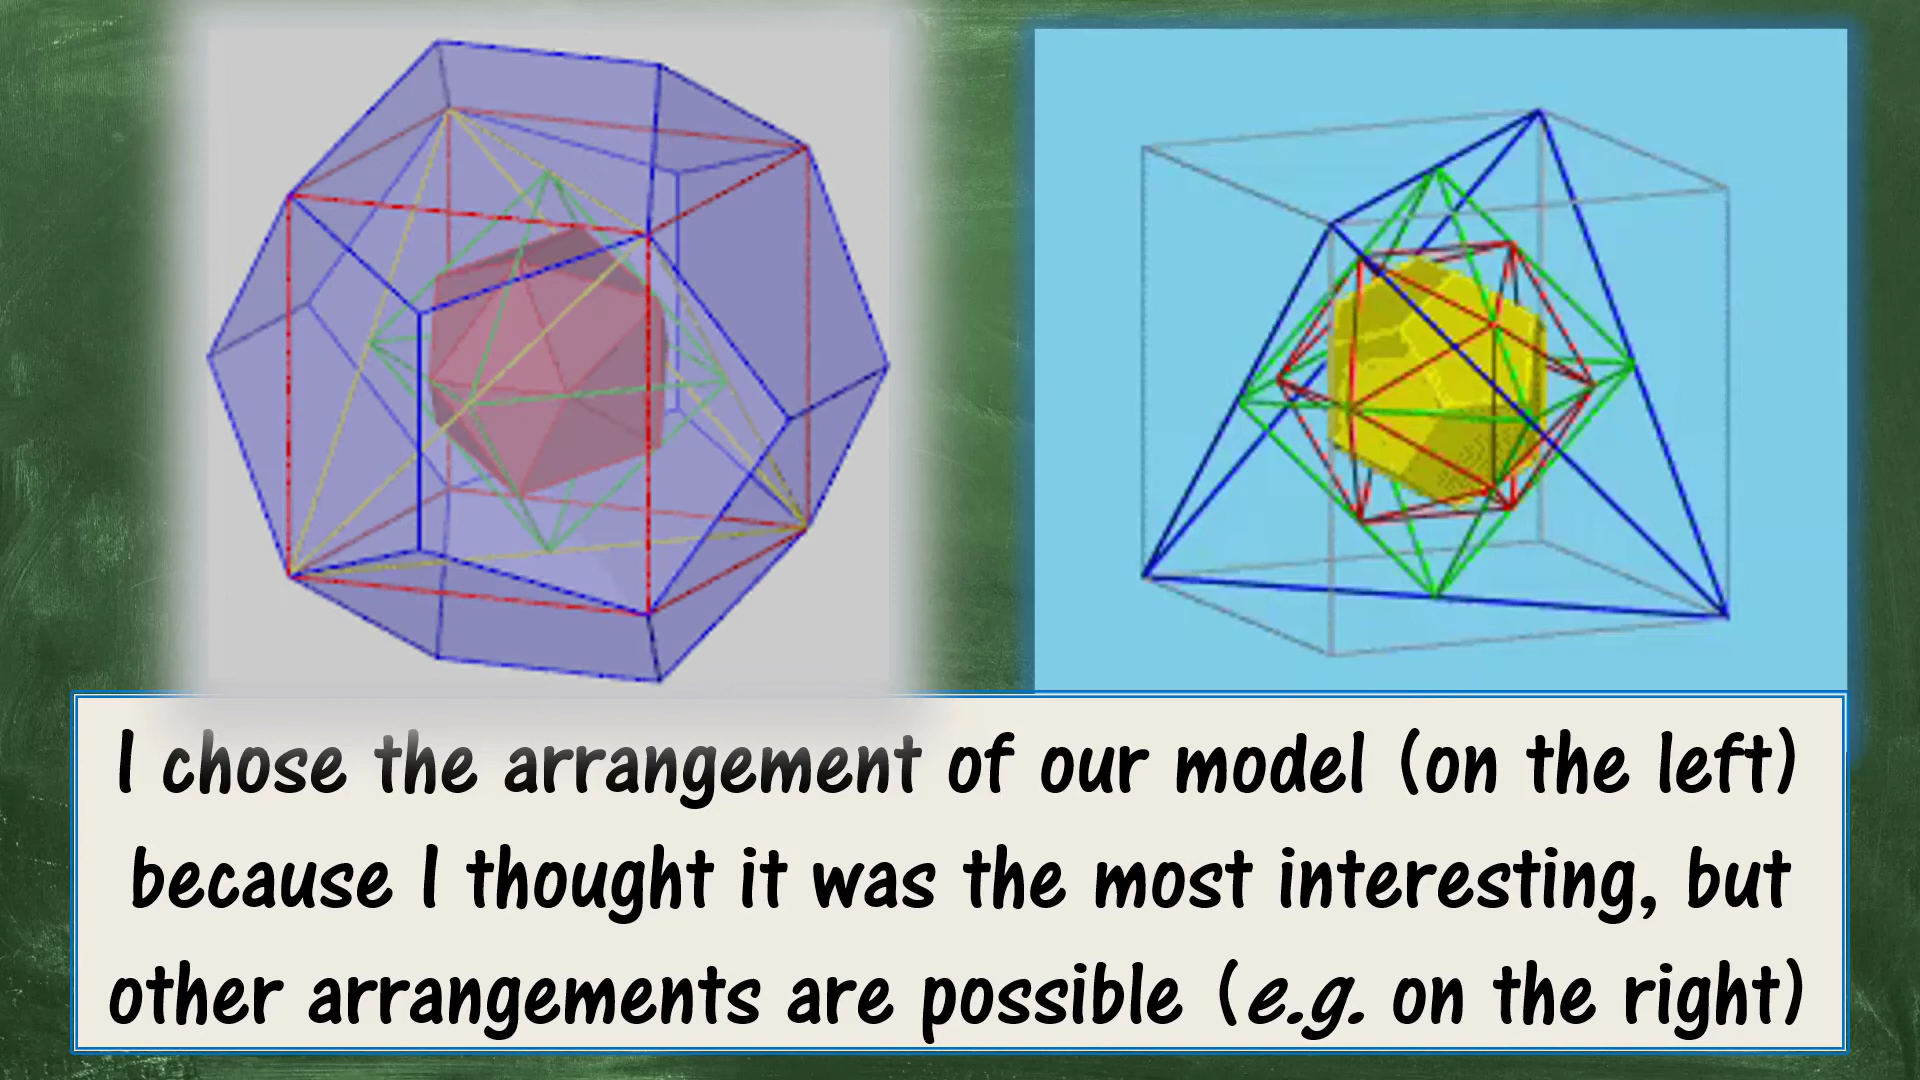 I chose the arrangement of our model (on the left)
because I thought it was the most interesting, but
other arrangements are possible (e.g. on the right)